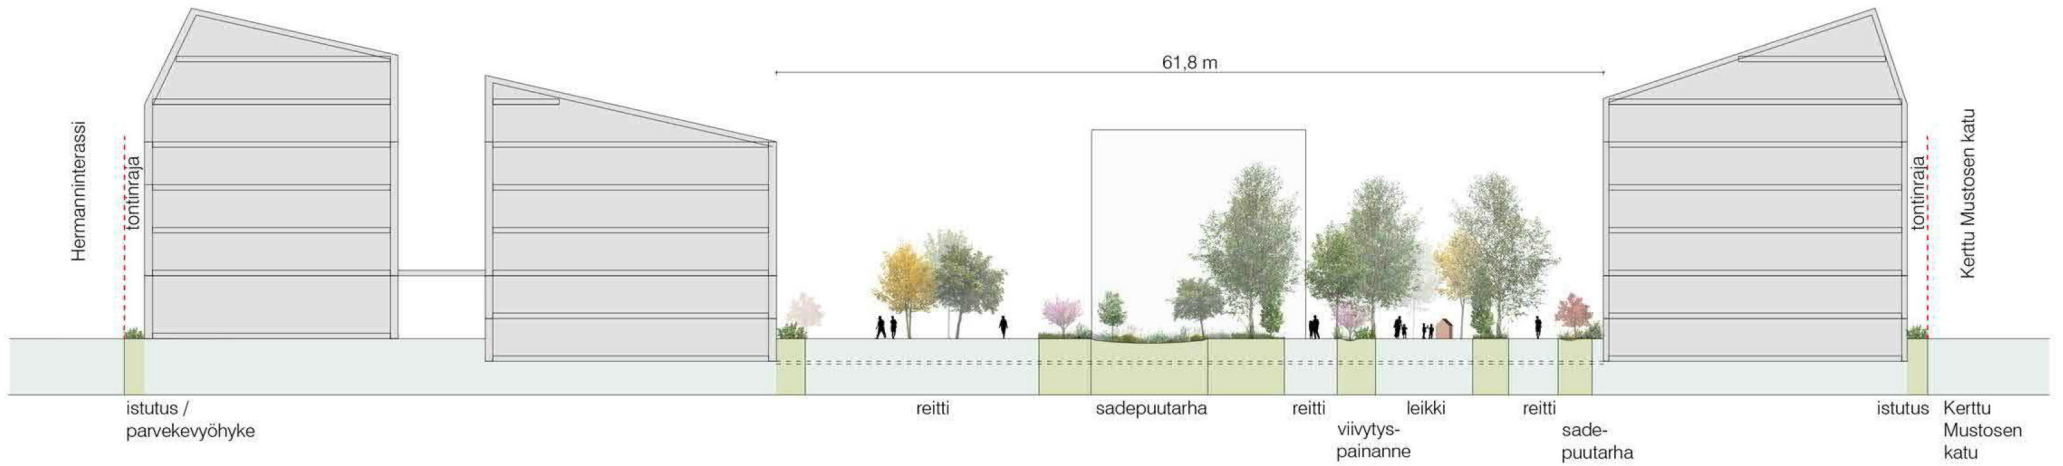 61,8 m
Hermanninterassi
tontinraja
tontinraja
Kerttu Mustosen katu
istutus /
parvekevyöhyke
reitti
sadepuutarha
reitti
viivytys-
painanne
leikki
reitti
sade-
puutarha
istutus
Kerttu
Mustosen
katu